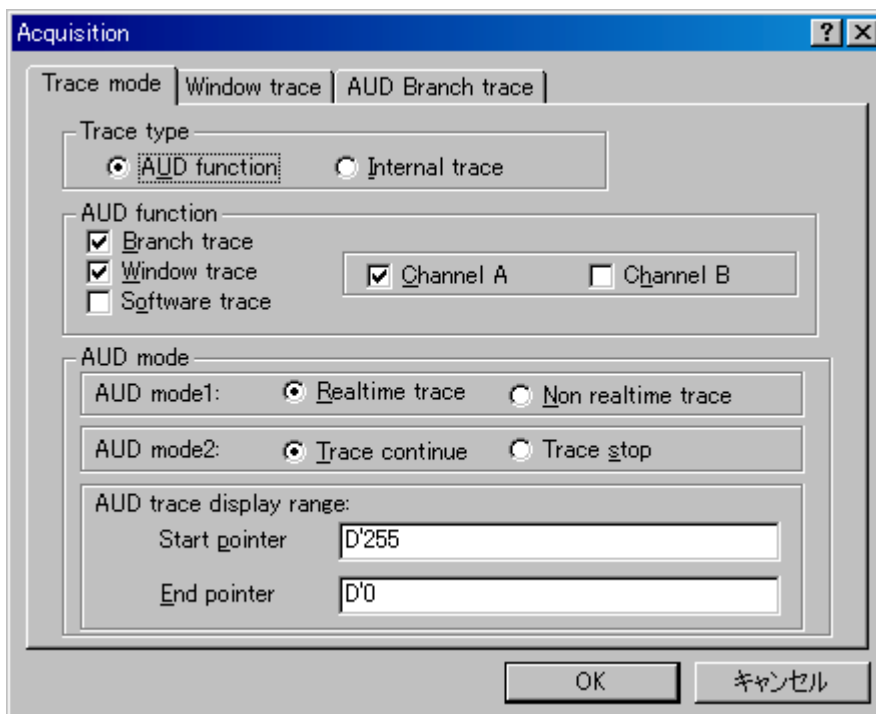 Acquisition
Trace mode Window trace AUD Branch trace
Trace type
AUD function Internal trace
AUD function
Branch trace
Window trace Channel A Channel B
Software trace
AUD mode
AUD mode1: Realtime trace Non realtime trace
AUD mode2: Trace continue Trace stop
AUD trace display range:
Start pointer D'255
End pointer D'0
OK キャンセル